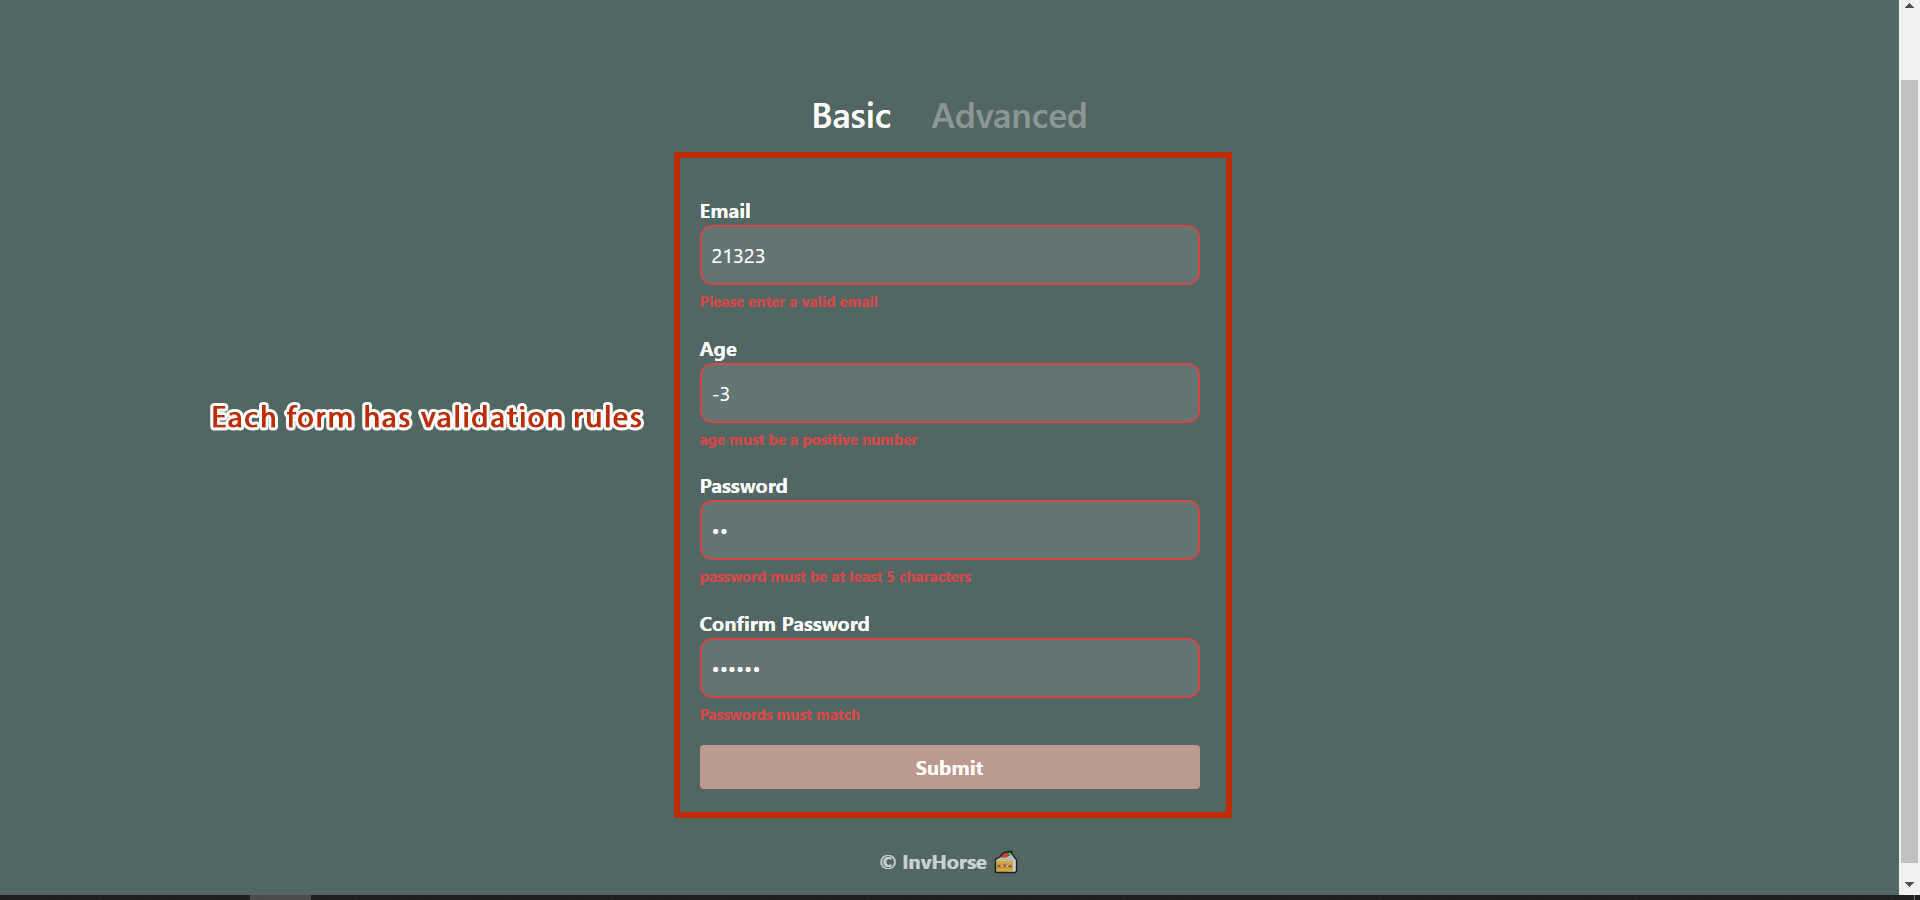 Basic Advanced
Email
21323
Please enter a valid email
Age
-3
age must be a positive number
Each form has validation rules
Password
••
password must be at least 5 characters
Confirm Password
••••••
Passwords must match
Submit
© InvHorse 🍰